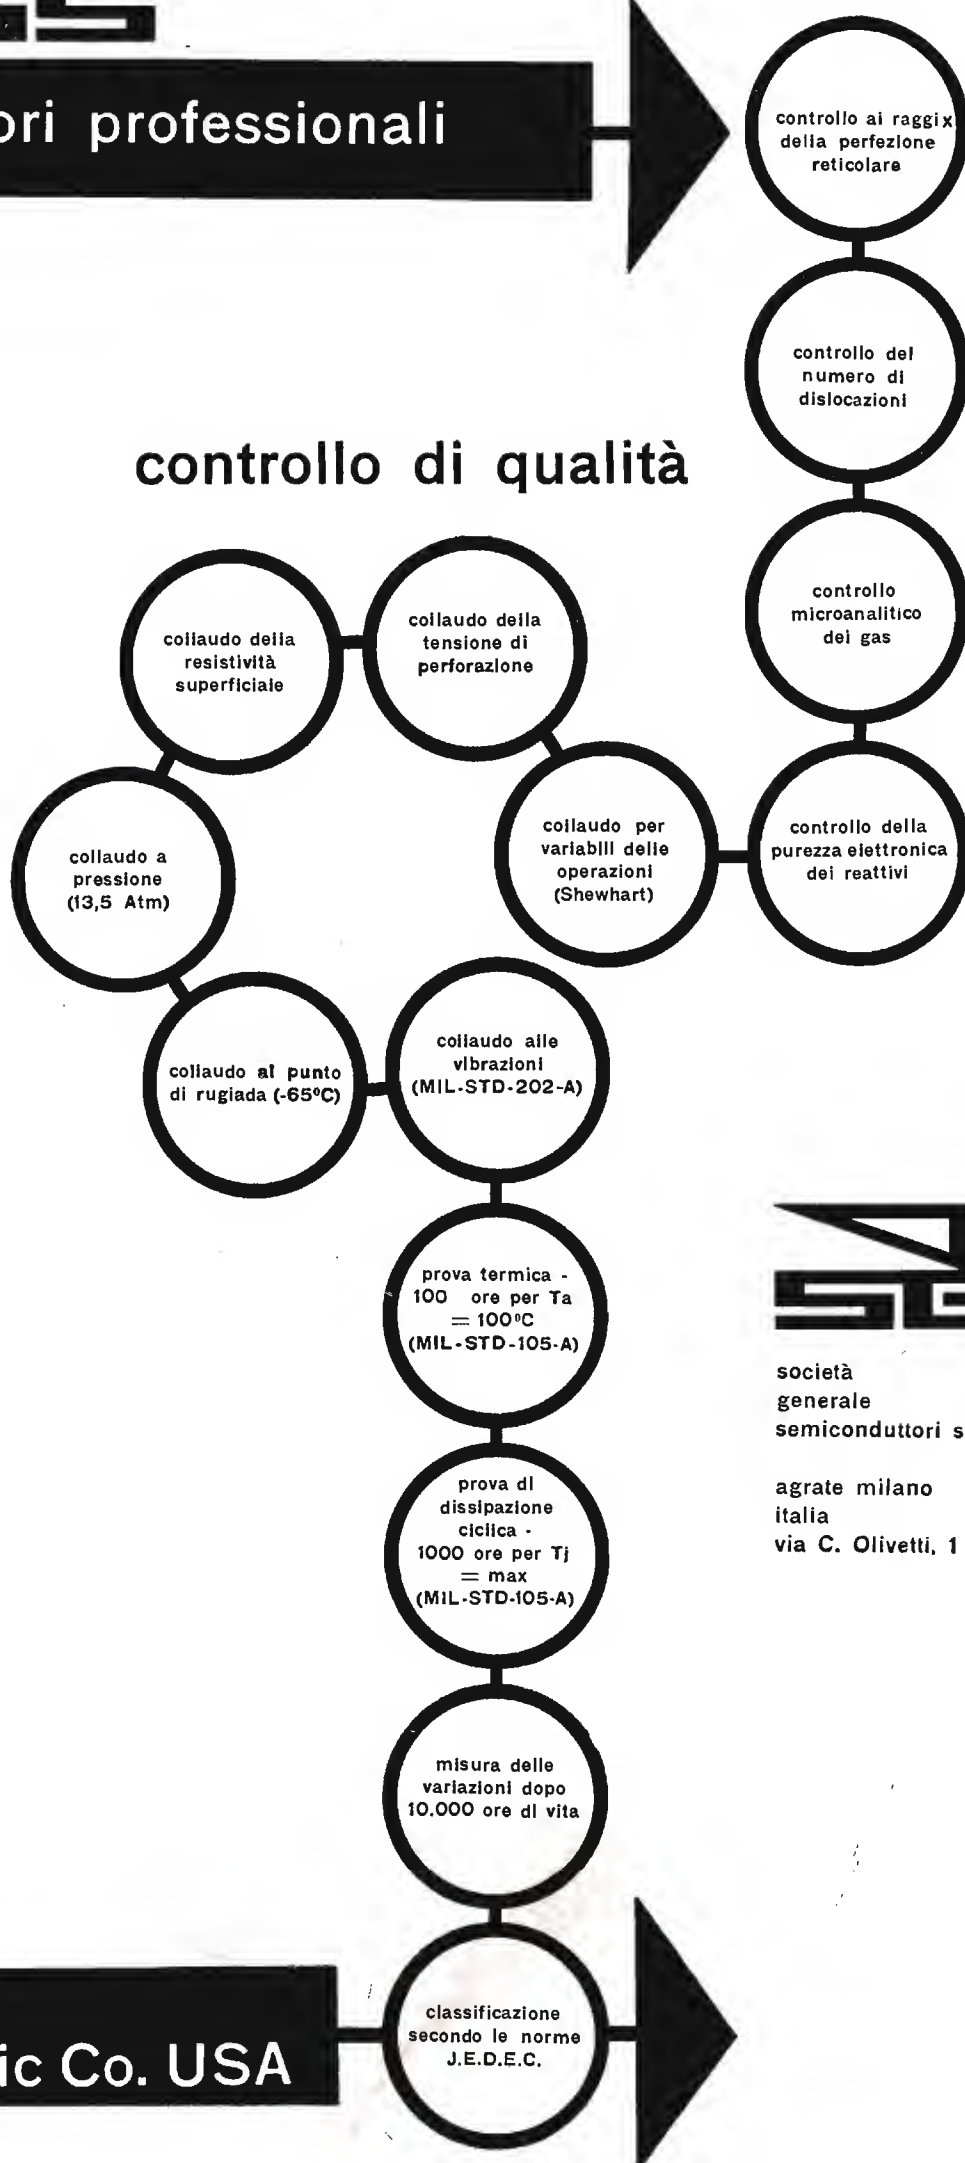 ori professionali
controllo ai raggi x
della perfezione
reticolare
controllo del
numero di
dislocazioni
controllo di qualità
controllo
microanalitico
dei gas
collaudo della
tensione di
perforazione
collaudo della
resistività
superficiale
controllo della
purezza elettronica
dei reattivi
collaudo per
variabili delle
operazioni
(Shewhart)
collaudo a
pressione
(13,5 Atm)
collaudo al punto
di rugiada (-65ºC)
collaudo alle
vibrazioni
(MIL-STD-202-A)
prova termica -
100 ore per Ta
= 100ºC
(MIL-STD-105-A)
società
generale
semiconduttori s
agrate milano
italia
via C. Olivetti, 1
prova di
dissipazione
ciclica -
1000 ore per Tj
= max
(MIL-STD-105-A)
misura delle
variazioni dopo
10.000 ore di vita
classificazione
secondo le norme
J.E.D.E.C.
ic Co. USA